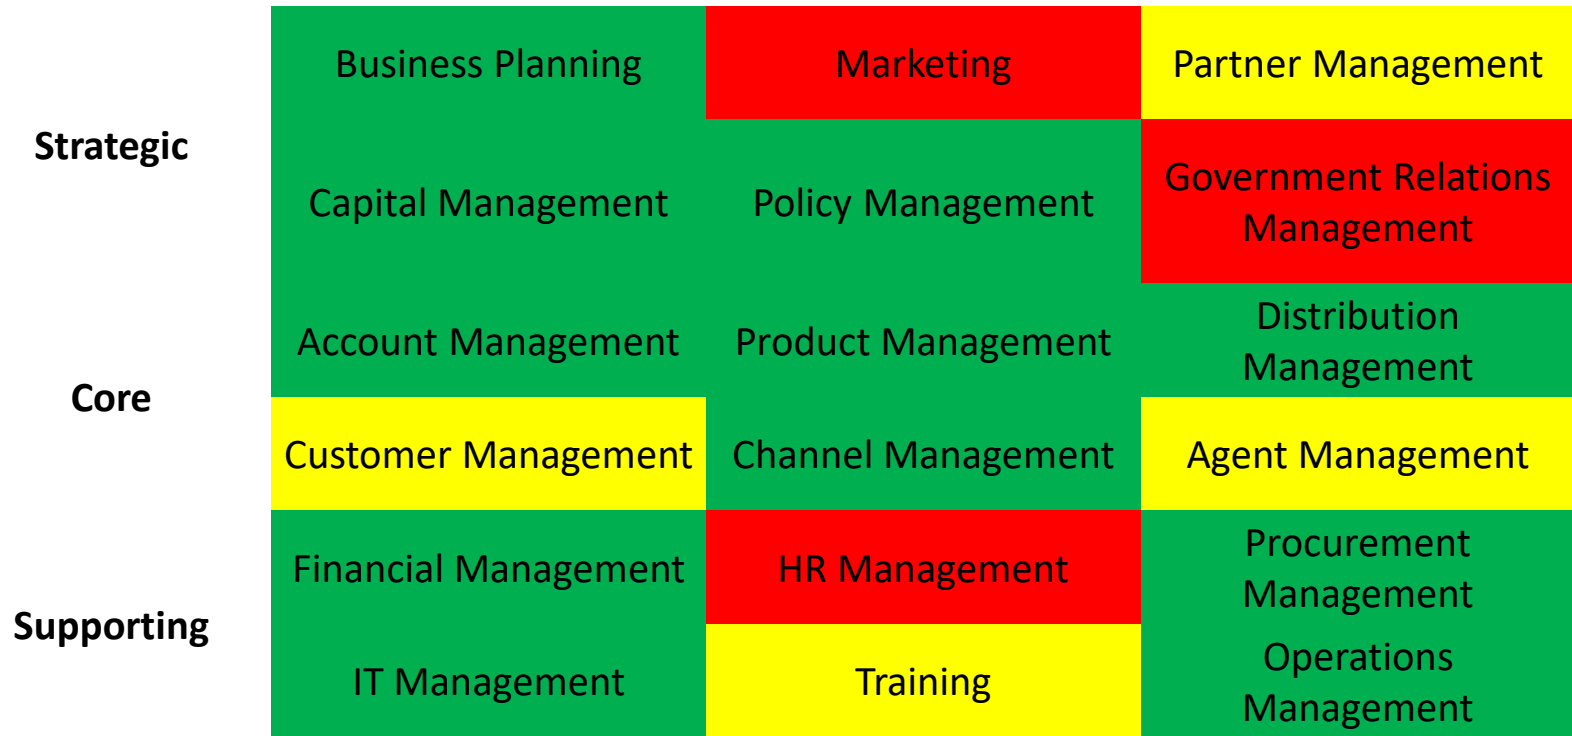 Business Planning
Marketing
Partner Management
Strategic
Capital Management
Policy Management
Government Relations
Management
Account Management
Product Management
Distribution
Management
Core
Customer Management
Channel Management
Agent Management
Financial Management
HR Management
Procurement
Management
Supporting
IT Management
Training
Operations
Management